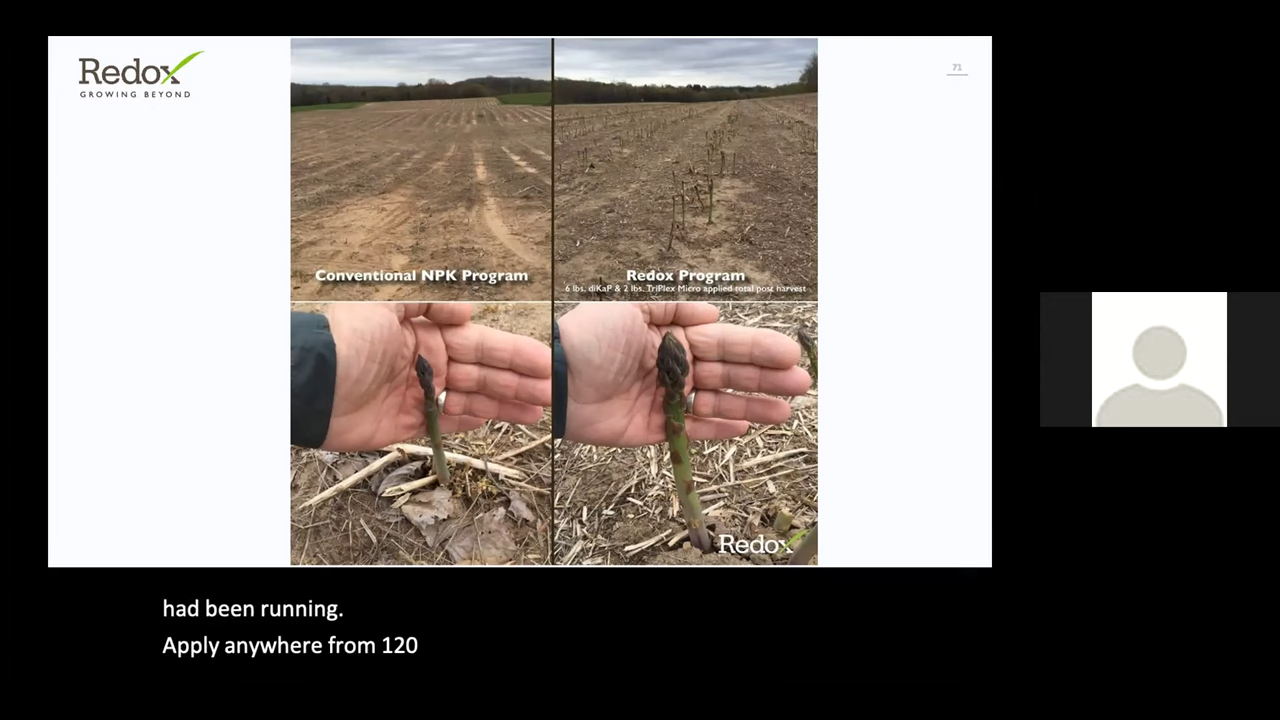 Redox
GROWING BEYOND
71
Conventional NPK Program
Redox Program
6 lbs. diKaP & 2 lbs. TriPlex Micro applied total post harvest
Redox
had been running.
Apply anywhere from 120